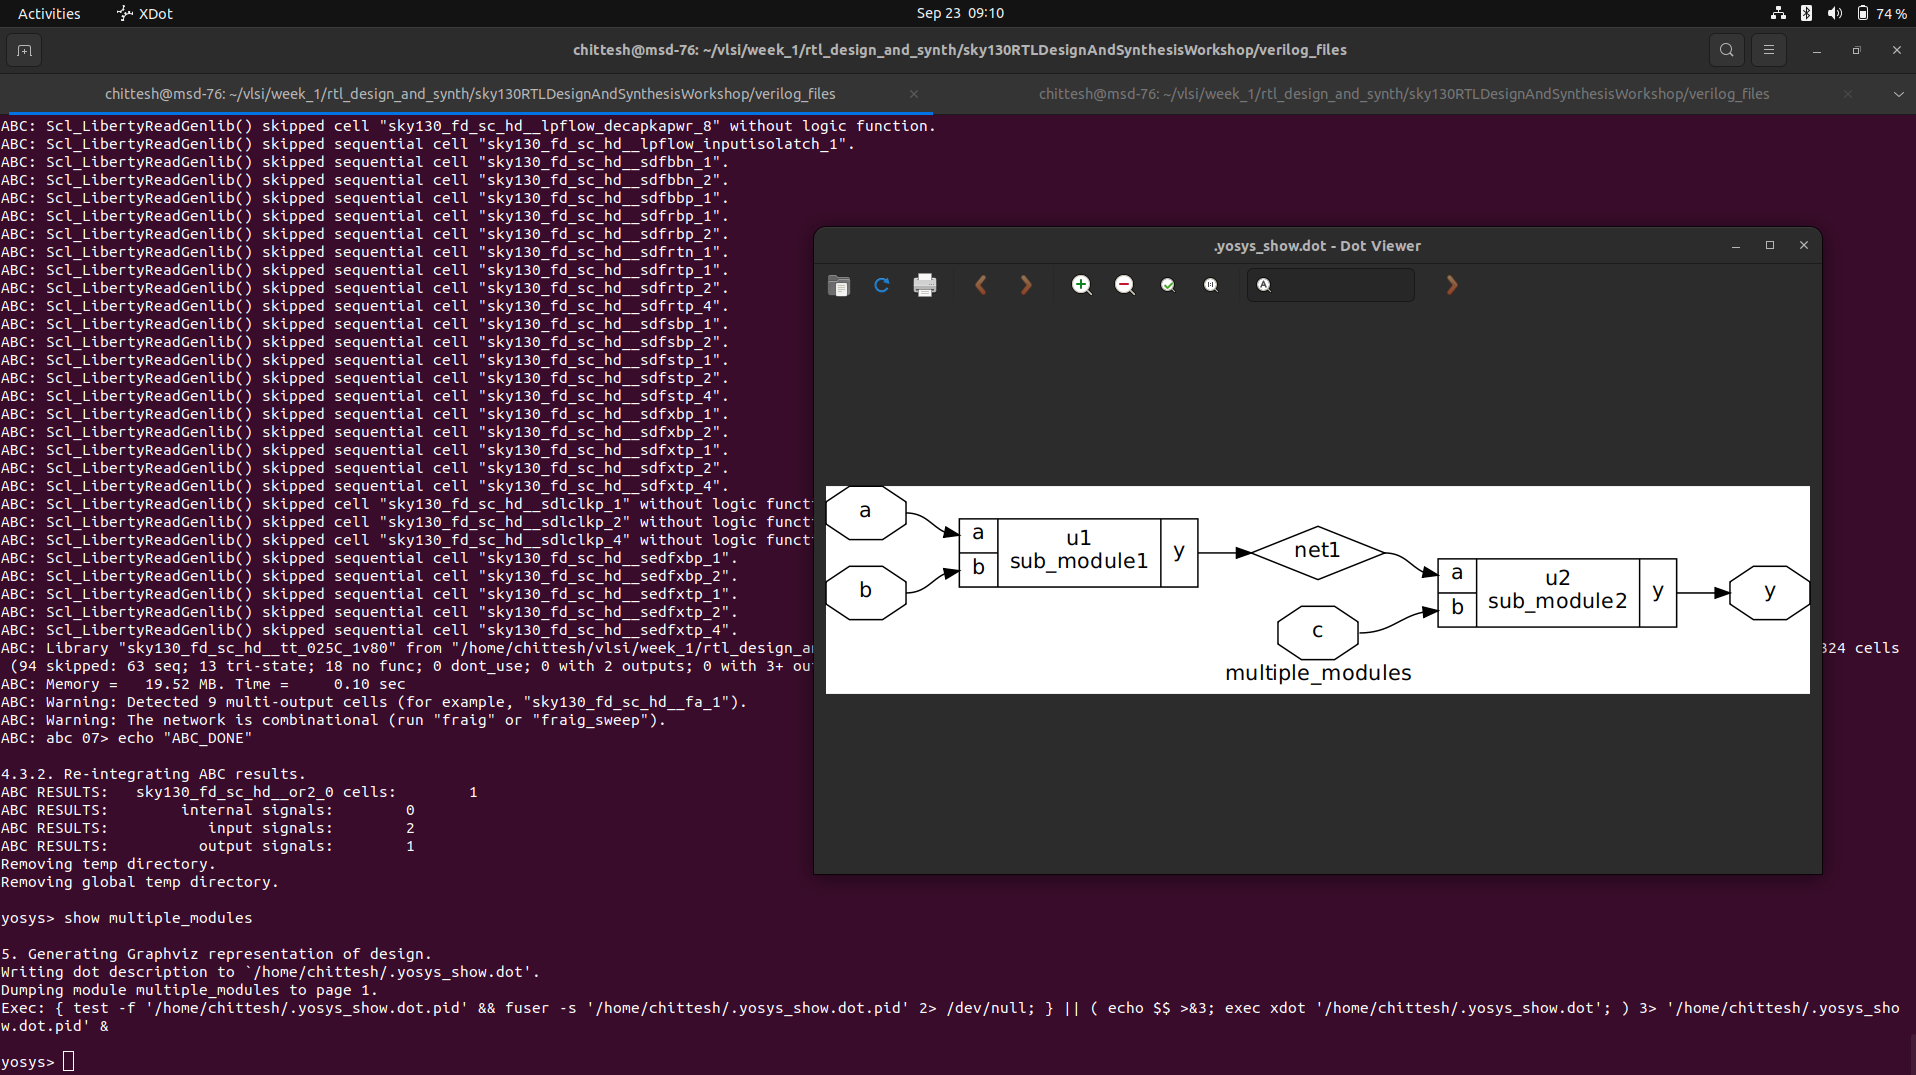 Activities
XDot
Sep 23 09:10
74 %
chittesh@msd-76: ~/vlsi/week_1/rtl_design_and_synth/sky130RTLDesignAndSynthesisWorkshop/verilog_files
chittesh@msd-76: ~/vlsi/week_1/rtl_design_and_synth/sky130RTLDesignAndSynthesisWorkshop/verilog_files
chittesh@msd-76: ~/vlsi/week_1/rtl_design_and_synth/sky130RTLDesignAndSynthesisWorkshop/verilog_files
ABC: Scl_LibertyReadGenlib() skipped cell "sky130_fd_sc_hd__lpflow_decapkapwr_8" without logic function.
ABC: Scl_LibertyReadGenlib() skipped sequential cell "sky130_fd_sc_hd__lpflow_inputisolatch_1".
ABC: Scl_LibertyReadGenlib() skipped sequential cell "sky130_fd_sc_hd__sdfbbn_1".
ABC: Scl_LibertyReadGenlib() skipped sequential cell "sky130_fd_sc_hd__sdfbbn_2".
ABC: Scl_LibertyReadGenlib() skipped sequential cell "sky130_fd_sc_hd__sdfbbp_1".
ABC: Scl_LibertyReadGenlib() skipped sequential cell "sky130_fd_sc_hd__sdfrbp_1".
ABC: Scl_LibertyReadGenlib() skipped sequential cell "sky130_fd_sc_hd__sdfrbp_2".
ABC: Scl_LibertyReadGenlib() skipped sequential cell "sky130_fd_sc_hd__sdfrtn_1".
ABC: Scl_LibertyReadGenlib() skipped sequential cell "sky130_fd_sc_hd__sdfrtp_1".
ABC: Scl_LibertyReadGenlib() skipped sequential cell "sky130_fd_sc_hd__sdfrtp_2".
ABC: Scl_LibertyReadGenlib() skipped sequential cell "sky130_fd_sc_hd__sdfrtp_4".
ABC: Scl_LibertyReadGenlib() skipped sequential cell "sky130_fd_sc_hd__sdfsbp_1".
ABC: Scl_LibertyReadGenlib() skipped sequential cell "sky130_fd_sc_hd__sdfsbp_2".
ABC: Scl_LibertyReadGenlib() skipped sequential cell "sky130_fd_sc_hd__sdfstp_1".
ABC: Scl_LibertyReadGenlib() skipped sequential cell "sky130_fd_sc_hd__sdfstp_2".
ABC: Scl_LibertyReadGenlib() skipped sequential cell "sky130_fd_sc_hd__sdfstp_4".
ABC: Scl_LibertyReadGenlib() skipped sequential cell "sky130_fd_sc_hd__sdfxbp_1".
ABC: Scl_LibertyReadGenlib() skipped sequential cell "sky130_fd_sc_hd__sdfxbp_2".
ABC: Scl_LibertyReadGenlib() skipped sequential cell "sky130_fd_sc_hd__sdfxtp_1".
ABC: Scl_LibertyReadGenlib() skipped sequential cell "sky130_fd_sc_hd__sdfxtp_2".
ABC: Scl_LibertyReadGenlib() skipped sequential cell "sky130_fd_sc_hd__sdfxtp_4".
ABC: Scl_LibertyReadGenlib() skipped cell "sky130_fd_sc_hd__sdlclkp_1" without logic funct
ABC: Scl_LibertyReadGenlib() skipped cell "sky130_fd_sc_hd__sdlclkp_2" without logic funct
ABC: Scl_LibertyReadGenlib() skipped cell "sky130_fd_sc_hd__sdlclkp_4" without logic funct
ABC: Scl_LibertyReadGenlib() skipped sequential cell "sky130_fd_sc_hd__sedfxbp_1".
ABC: Scl_LibertyReadGenlib() skipped sequential cell "sky130_fd_sc_hd__sedfxbp_2".
ABC: Scl_LibertyReadGenlib() skipped sequential cell "sky130_fd_sc_hd__sedfxtp_1".
ABC: Scl_LibertyReadGenlib() skipped sequential cell "sky130_fd_sc_hd__sedfxtp_2".
ABC: Scl_LibertyReadGenlib() skipped sequential cell "sky130_fd_sc_hd__sedfxtp_4".
ABC: Library "sky130_fd_sc_hd__tt_025C_1v80" from "/home/chittesh/vlsi/week_1/rtl_design_an 324 cells
(94 skipped: 63 seq; 13 tri-state; 18 no func; 0 dont_use; 0 with 2 outputs; 0 with 3+ ou
ABC: Memory = 19.52 MB. Time = 0.10 sec
ABC: Warning: Detected 9 multi-output cells (for example, "sky130_fd_sc_hd__fa_1").
ABC: Warning: The network is combinational (run "fraig" or "fraig_sweep").
ABC: abc 07> echo "ABC_DONE"
4.3.2. Re-integrating ABC results.
ABC RESULTS: sky130_fd_sc_hd__or2_0 cells: 1
ABC RESULTS: internal signals: 0
ABC RESULTS: input signals: 2
ABC RESULTS: output signals: 1
Removing temp directory.
Removing global temp directory.
yosys> show multiple_modules
5. Generating Graphviz representation of design.
Writing dot description to `/home/chittesh/.yosys_show.dot'.
Dumping module multiple_modules to page 1.
Exec: { test -f '/home/chittesh/.yosys_show.dot.pid' && fuser -s '/home/chittesh/.yosys_show.dot.pid' 2> /dev/null; } || ( echo $$ >&3; exec xdot '/home/chittesh/.yosys_show.dot'; ) 3> '/home/chittesh/.yosys_sho
w.dot.pid' &
yosys>
.yosys_show.dot - Dot Viewer
a
b
a
b
u1
sub_module1
y
net1
c
a
b
u2
sub_module2
y
y
multiple_modules